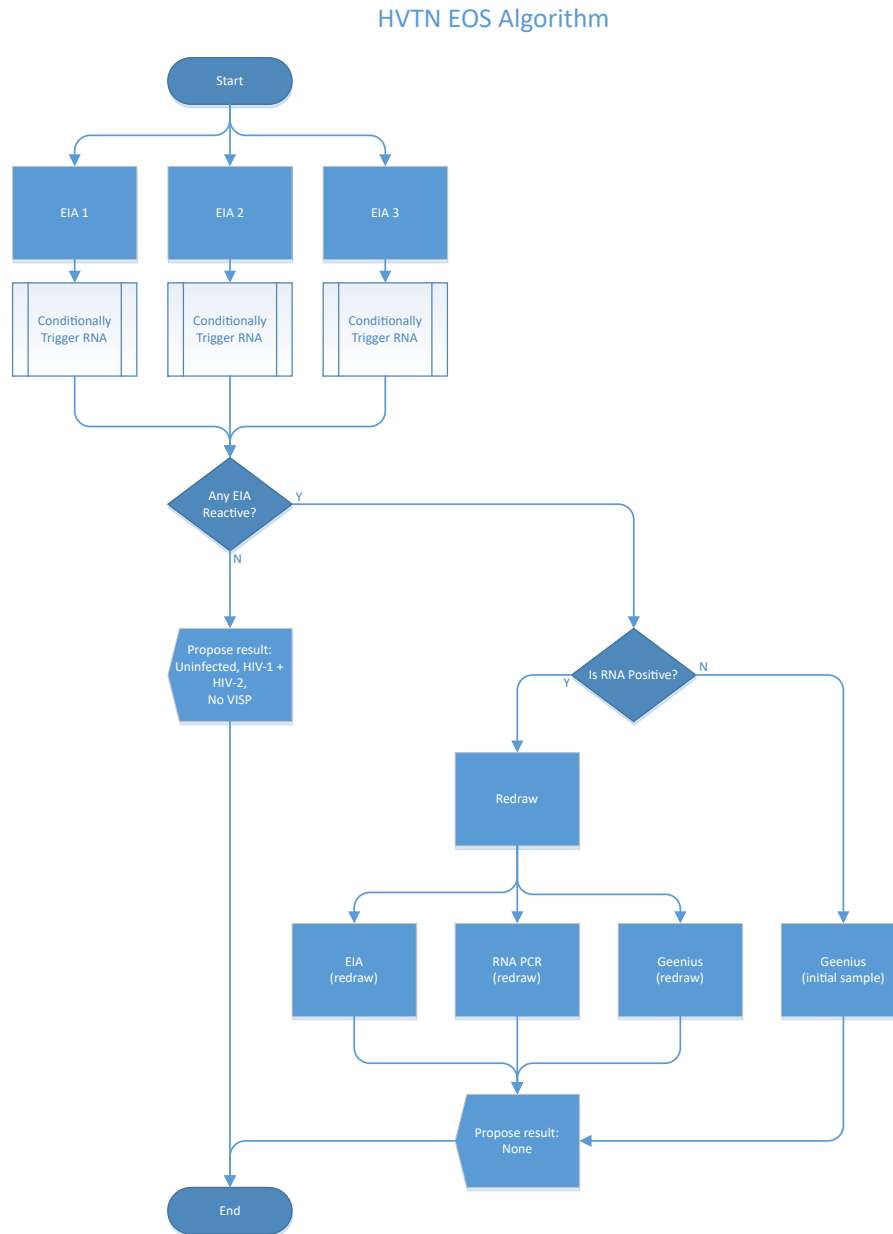 HVTN EOS Algorithm
Start
EIA 1
EIA 2
EIA 3
Conditionally
Trigger RNA
Conditionally
Trigger RNA
Conditionally
Trigger RNA
Any EIA
Reactive?
Y
N
Propose result:
Uninfected, HIV-1 +
HIV-2,
No VISP
Is RNA Positive?
N
Y
Redraw
EIA
(redraw)
RNA PCR
(redraw)
Geenius
(redraw)
Geenius
(initial sample)
Propose result:
None
End